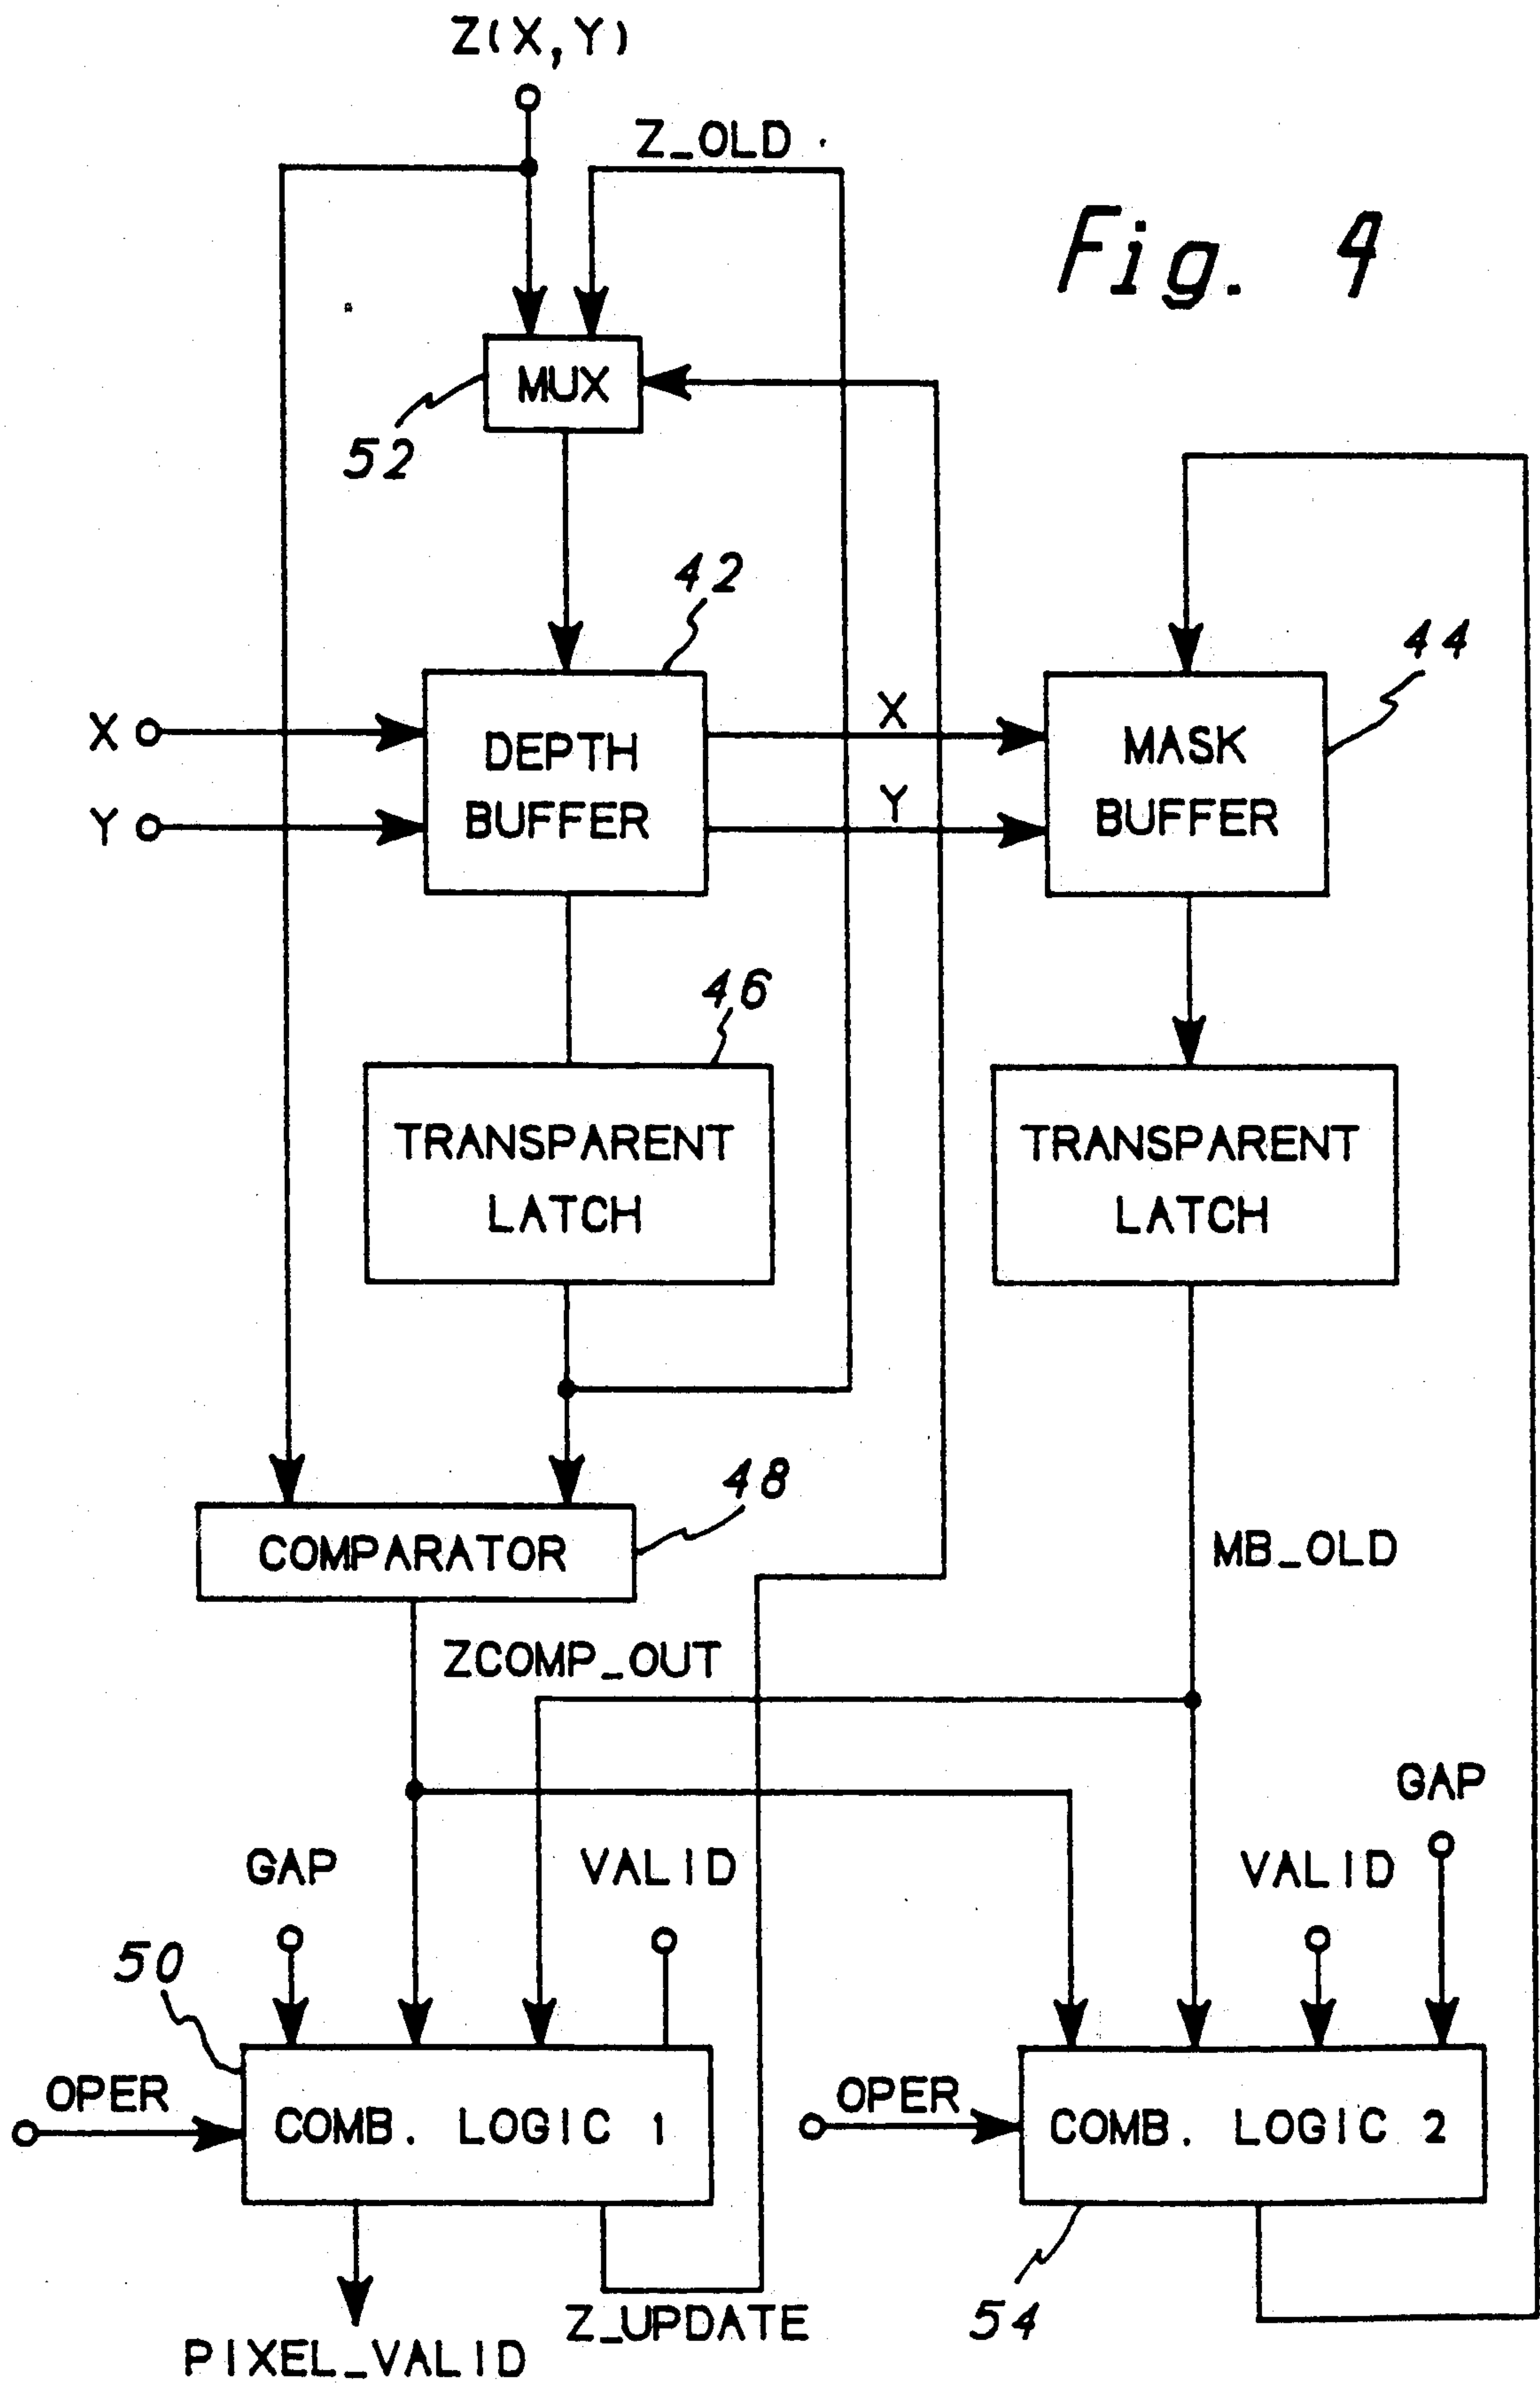 Z(X,Y)
Z_OLD
Fig. 4
MUX
52
42
44
X
Y
DEPTH
BUFFER
X
Y
MASK
BUFFER
46
TRANSPARENT
LATCH
TRANSPARENT
LATCH
48
COMPARATOR
MB_OLD
ZCOMP_OUT
GAP
GAP
VALID
VALID
50
OPER
COMB. LOGIC 1
OPER
COMB. LOGIC 2
Z_UPDATE
54
PIXEL_VALID